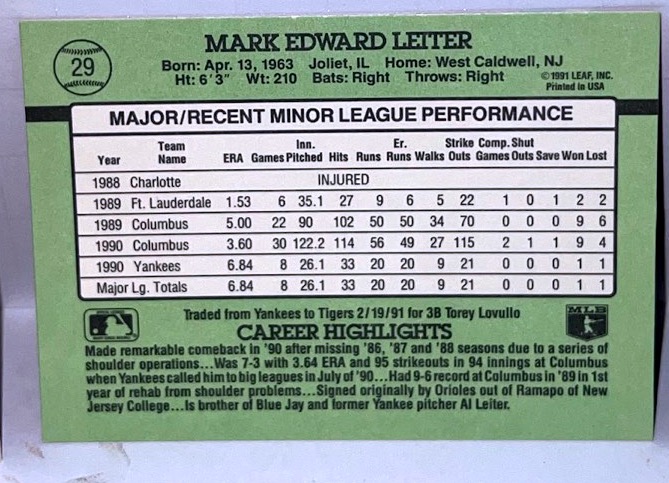 29
MARK EDWARD LEITER
Born: Apr. 13, 1963 Joliet, IL Home: West Caldwell, NJ
Ht: 6'3" Wt: 210 Bats: Right Throws: Right
©1991 LEAF, INC.
Printed in USA
MAJOR/RECENT MINOR LEAGUE PERFORMANCE
Team Inn. Er. Strike Comp. Shut
Year Name ERA Games Pitched Hits Runs Runs Walks Outs Games Outs Save Won Lost
1988 Charlotte INJURED
1989 Ft. Lauderdale 1.53 6 35.1 27 9 6 5 22 1 0 1 2 2
1989 Columbus 5.00 22 90 102 50 50 34 70 0 0 0 9 6
1990 Columbus 3.60 30 122.2 114 56 49 27 115 2 1 1 9 4
1990 Yankees 6.84 8 26.1 33 20 20 9 21 0 0 0 1 1
Major Lg. Totals 6.84 8 26.1 33 20 20 9 21 0 0 0 1 1
Traded from Yankees to Tigers 2/19/91 for 3B Torey Lovullo
MLB
CAREER HIGHLIGHTS
Made remarkable comeback in '90 after missing '86, '87 and '88 seasons due to a series of
shoulder operations...Was 7-3 with 3.64 ERA and 95 strikeouts in 94 innings at Columbus
when Yankees called him to big leagues in July of '90...Had 9-6 record at Columbus in '89 in 1st
year of rehab from shoulder problems...Signed originally by Orioles out of Ramapo of New
Jersey College...Is brother of Blue Jay and former Yankee pitcher Al Leiter.